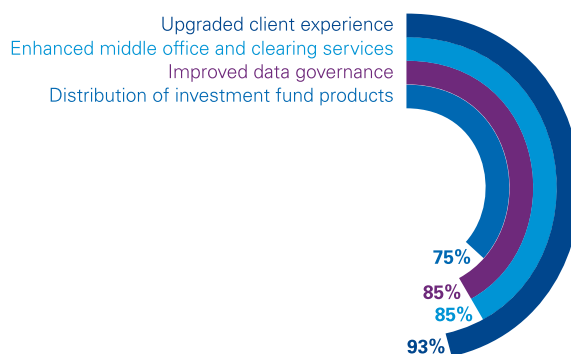 Upgraded client experience
Enhanced middle office and clearing services
Improved data governance
Distribution of investment fund products
75%
85%
85%
93%